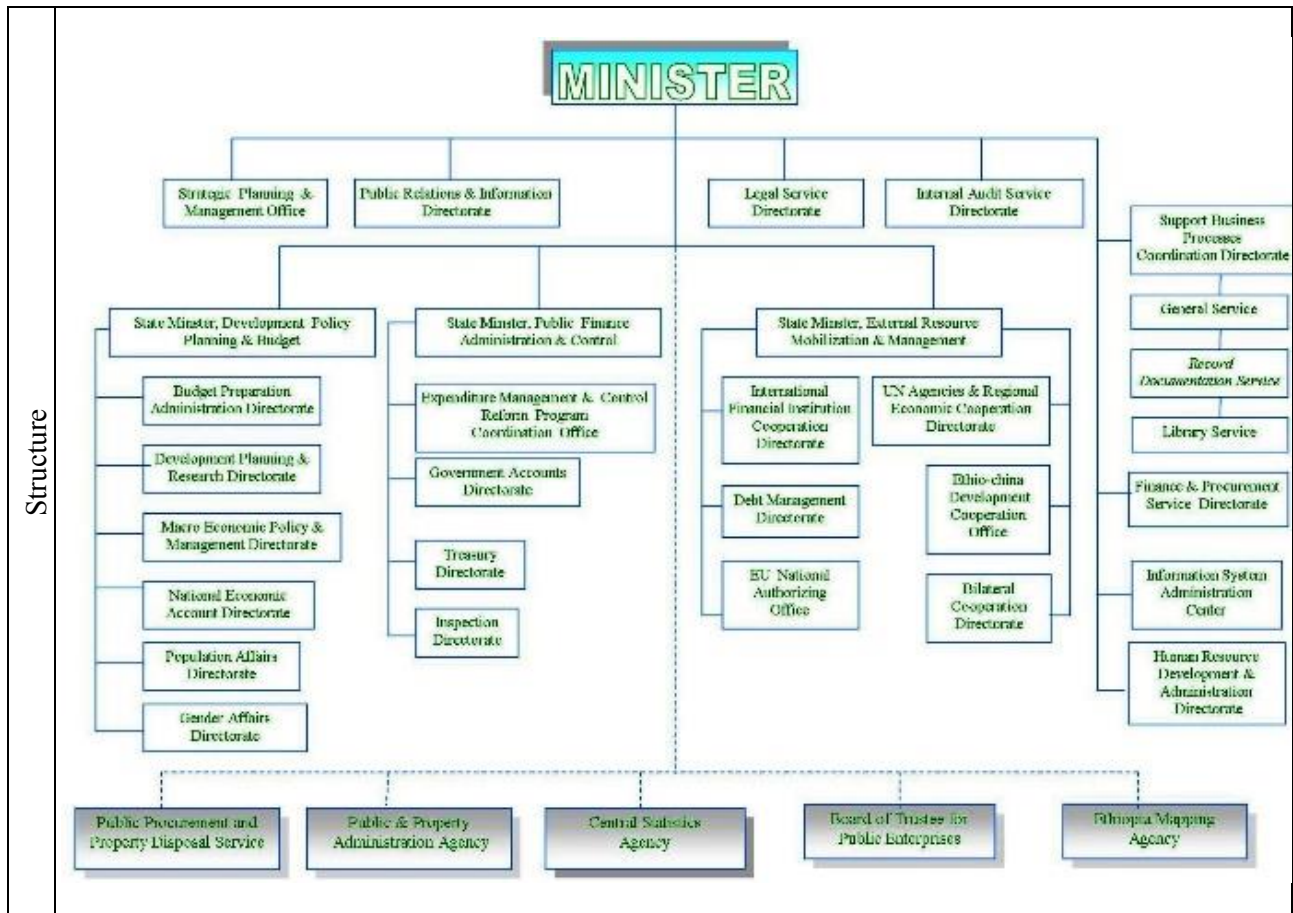 Structure
MINISTER
Strategic Planning &
Management Office
Public Relations & Information
Directorate
Legal Service
Directorate
Internal Audit Service
Directorate
Support Business
Processes
Coordination Directorate
General Service
Record
Documentation Service
Library Service
Finance & Procurement
Service Directorate
Information System
Administration
Center
Human Resource
Development &
Administration
Directorate
State Minster, Development Policy
Planning & Budget
Budget Preparation
Administration Directorate
Development Planning &
Research Directorate
Macro Economic Policy &
Management Directorate
National Economic
Account Directorate
Population Affairs
Directorate
Gender Affairs
Directorate
State Minster, Public Finance
Administration & Control
Expenditure Management & Control
Reform Program
Coordination Office
Government Accounts
Directorate
Treasury
Directorate
Inspection
Directorate
State Minster, External Resource
Mobilization & Management
International
Financial Institution
Cooperation
Directorate
Debt Management
Directorate
EU National
Authorizing
Office
UN Agencies & Regional
Economic Cooperation
Directorate
Ethio-china
Development
Cooperation
Office
Bilateral
Cooperation
Directorate
Public Procurement and
Property Disposal Service
Public & Property
Administration Agency
Central Statistics
Agency
Board of Trustee for
Public Enterprises
Ethiopia Mapping
Agency